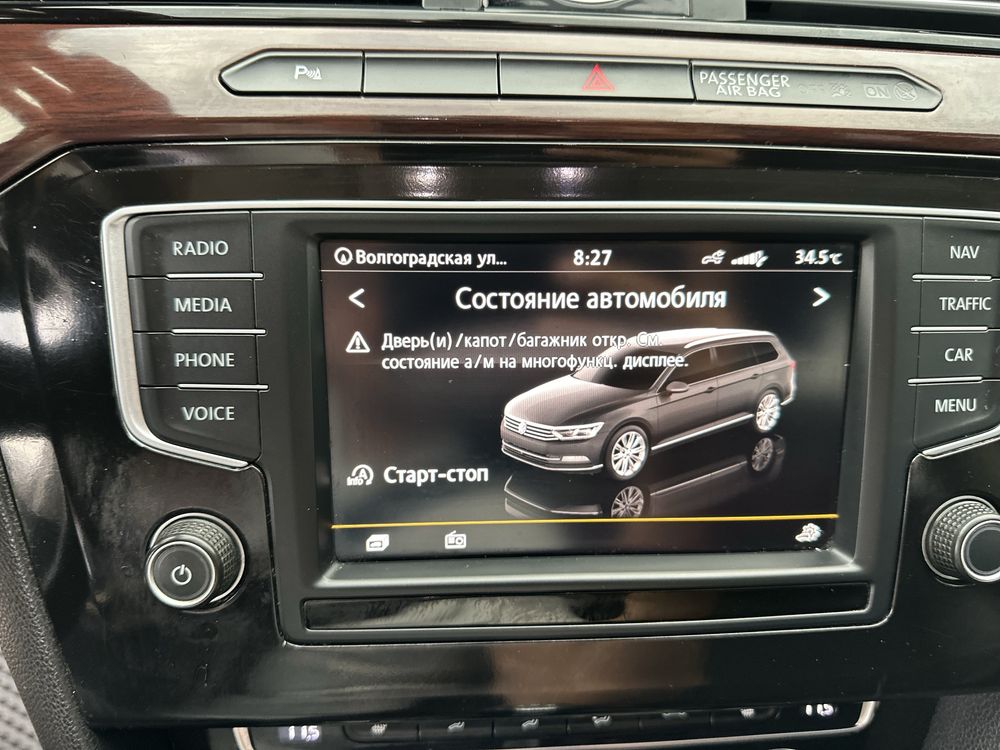 PASSENGER
AIR BAG
OFF ON
RADIO
MEDIA
PHONE
VOICE
NAV
TRAFFIC
CAR
MENU
Волгоградская ул... 8:27 34.5°C
Состояние автомобиля
Дверь(и)/капот/багажник откр. См.
состояние а/м на многофункц. дисплее.
Старт-стоп